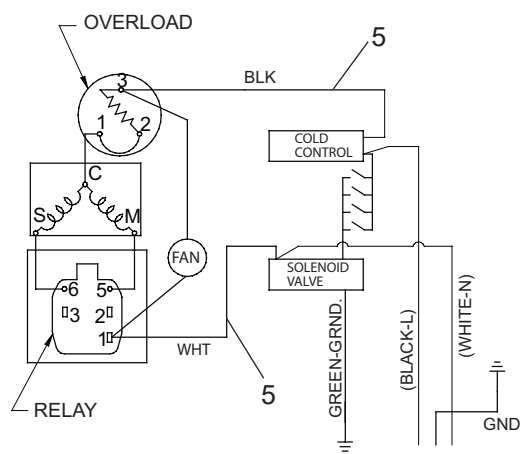 OVERLOAD
5
BLK
3
1
2
COLD
CONTROL
C
S
M
FAN
SOLENOID
VALVE
6
5
3
2
1
WHT
5
RELAY
GREEN-GRND.
(BLACK-L)
(WHITE-N)
GND